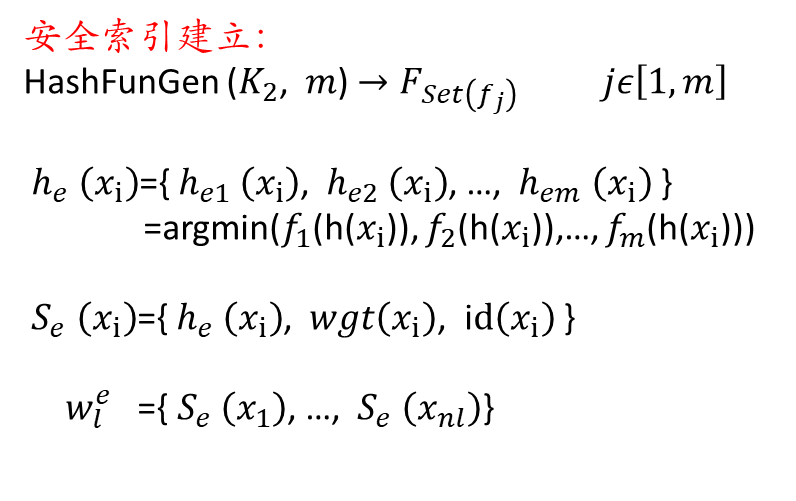 安全索引建立:
HashFunGen (K₂, m) → F_{Set(f_j)} jϵ[1, m]
h_e (x_i)={ h_{e1} (x_i), h_{e2} (x_i), …, h_{em} (x_i) }
=argmin(f₁(h(x_i)), f₂(h(x_i)),…, f_m(h(x_i)))
S_e (x_i)={ h_e (x_i), wgt(x_i), id(x_i) }
w_l^e ={ S_e (x₁), …, S_e (x_{nl})}